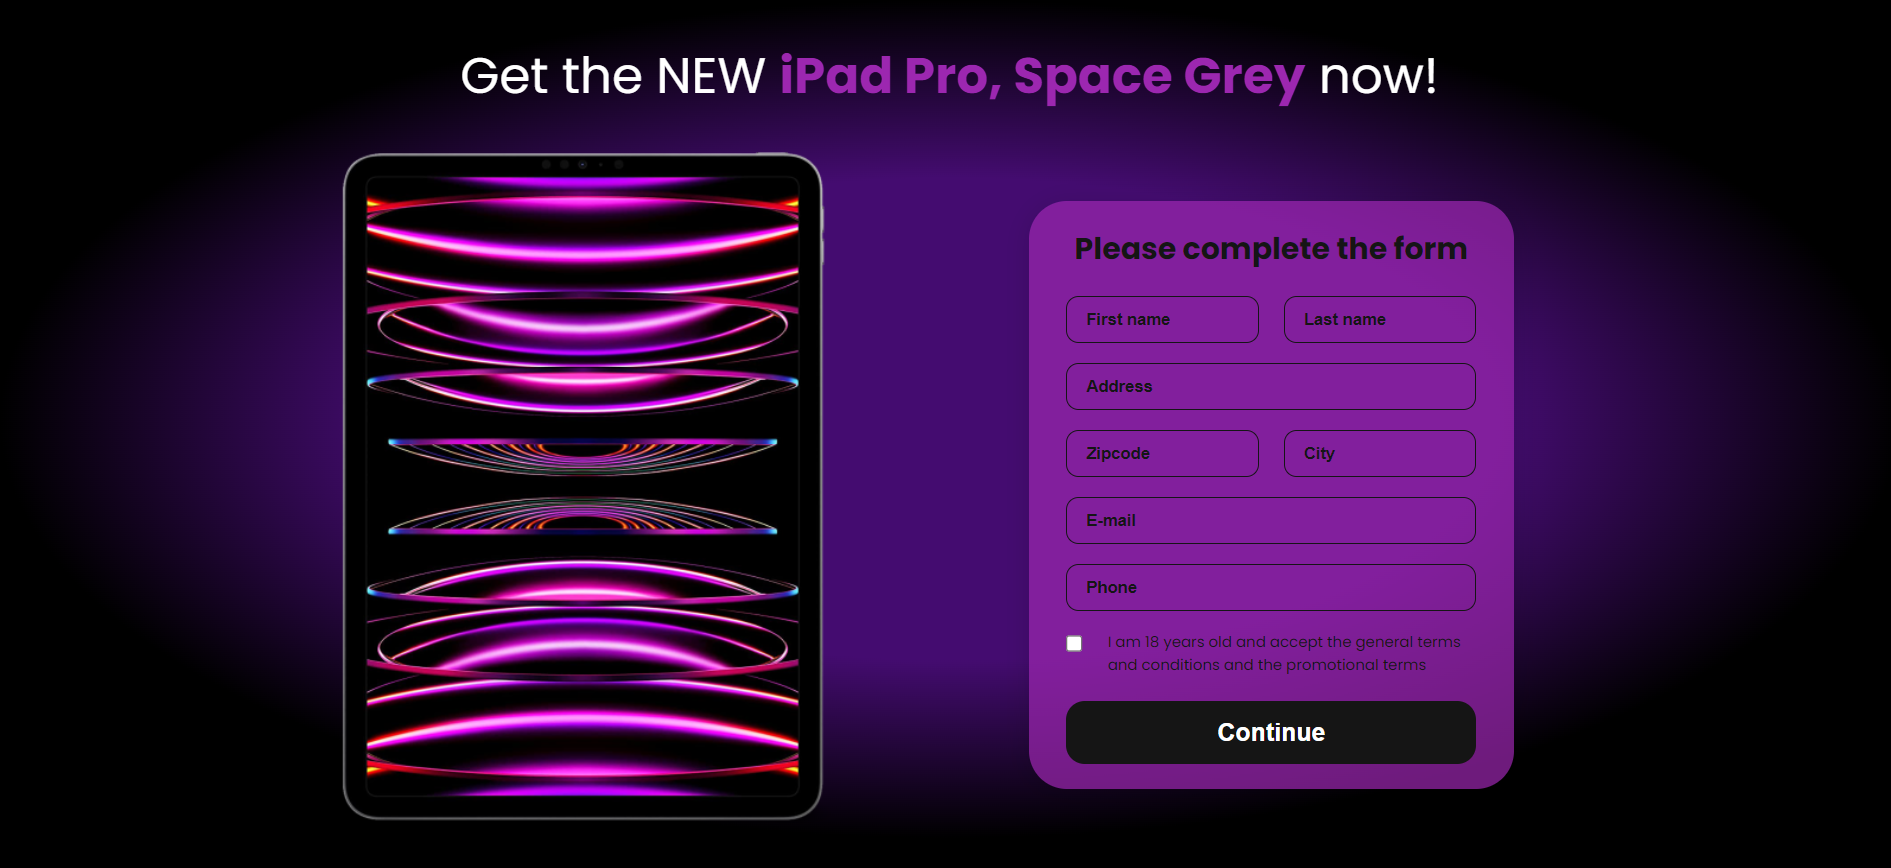 Get the NEW iPad Pro, Space Grey now!
Please complete the form
First name
Last name
Address
Zipcode
City
E-mail
Phone
I am 18 years old and accept the general terms
and conditions and the promotional terms
Continue